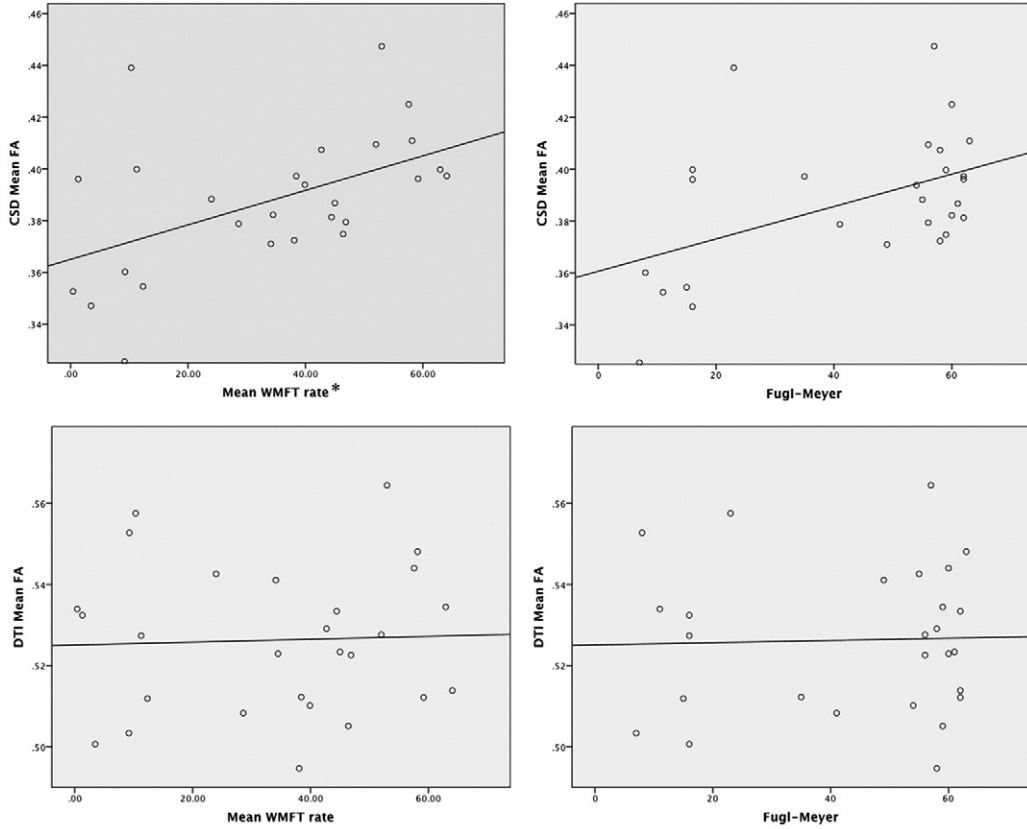 .46
.44
.42
.40
.38
.36
.34
CSD Mean FA
.00 20.00 40.00 60.00
Mean WMFT rate*
.46
.44
.42
.40
.38
.36
.34
CSD Mean FA
0 20 40 60
Fugl-Meyer
.56
.54
.52
.50
DTI Mean FA
.00 20.00 40.00 60.00
Mean WMFT rate
.56
.54
.52
.50
DTI Mean FA
0 20 40 60
Fugl-Meyer